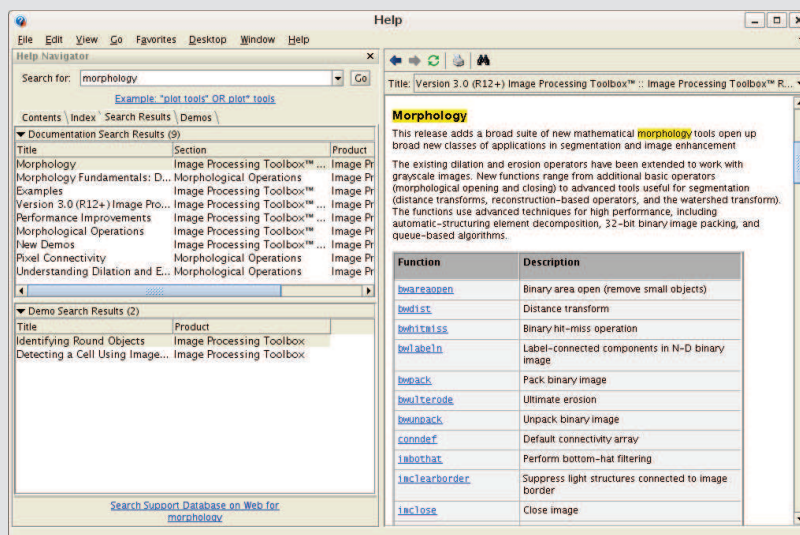 Help
File Edit View Go Favorites Desktop Window Help
Help Navigator
Search for: morphology Go
Example: "plot tools" OR plot* tools
Contents Index Search Results Demos
Documentation Search Results (9)
Title Section Product
Morphology Image Processing Toolbox™ ... Image Pr
Morphology Fundamentals: D... Morphological Operations Image Pr
Examples Image Processing Toolbox™ ... Image Pr
Version 3.0 (R12+) Image Pro... Image Processing Toolbox™ ... Image Pr
Performance Improvements Image Processing Toolbox™ ... Image Pr
Morphological Operations Morphological Operations Image Pr
New Demos Image Processing Toolbox™ ... Image Pr
Pixel Connectivity Morphological Operations Image Pr
Understanding Dilation and E... Morphological Operations Image Pr
Demo Search Results (2)
Title Product
Identifying Round Objects Image Processing Toolbox
Detecting a Cell Using Image... Image Processing Toolbox
Search Support Database on Web for
morphology
Title: Version 3.0 (R12+) Image Processing Toolbox™ :: Image Processing Toolbox™ R...
Morphology
This release adds a broad suite of new mathematical morphology tools open up
broad new classes of applications in segmentation and image enhancement
The existing dilation and erosion operators have been extended to work with
grayscale images. New functions range from additional basic operators
(morphological opening and closing) to advanced tools useful for segmentation
(distance transforms, reconstruction-based operators, and the watershed transform).
The functions use advanced techniques for high performance, including
automatic-structuring element decomposition, 32-bit binary image packing, and
queue-based algorithms.
Function Description
bwareaopen Binary area open (remove small objects)
bwdist Distance transform
bwhitmiss Binary hit-miss operation
bwlabeln Label-connected components in N-D binary
image
bwpack Pack binary image
bwulterode Ultimate erosion
bwunpack Unpack binary image
conndef Default connectivity array
imbothat Perform bottom-hat filtering
imclearborder Suppress light structures connected to image
border
imclose Close image